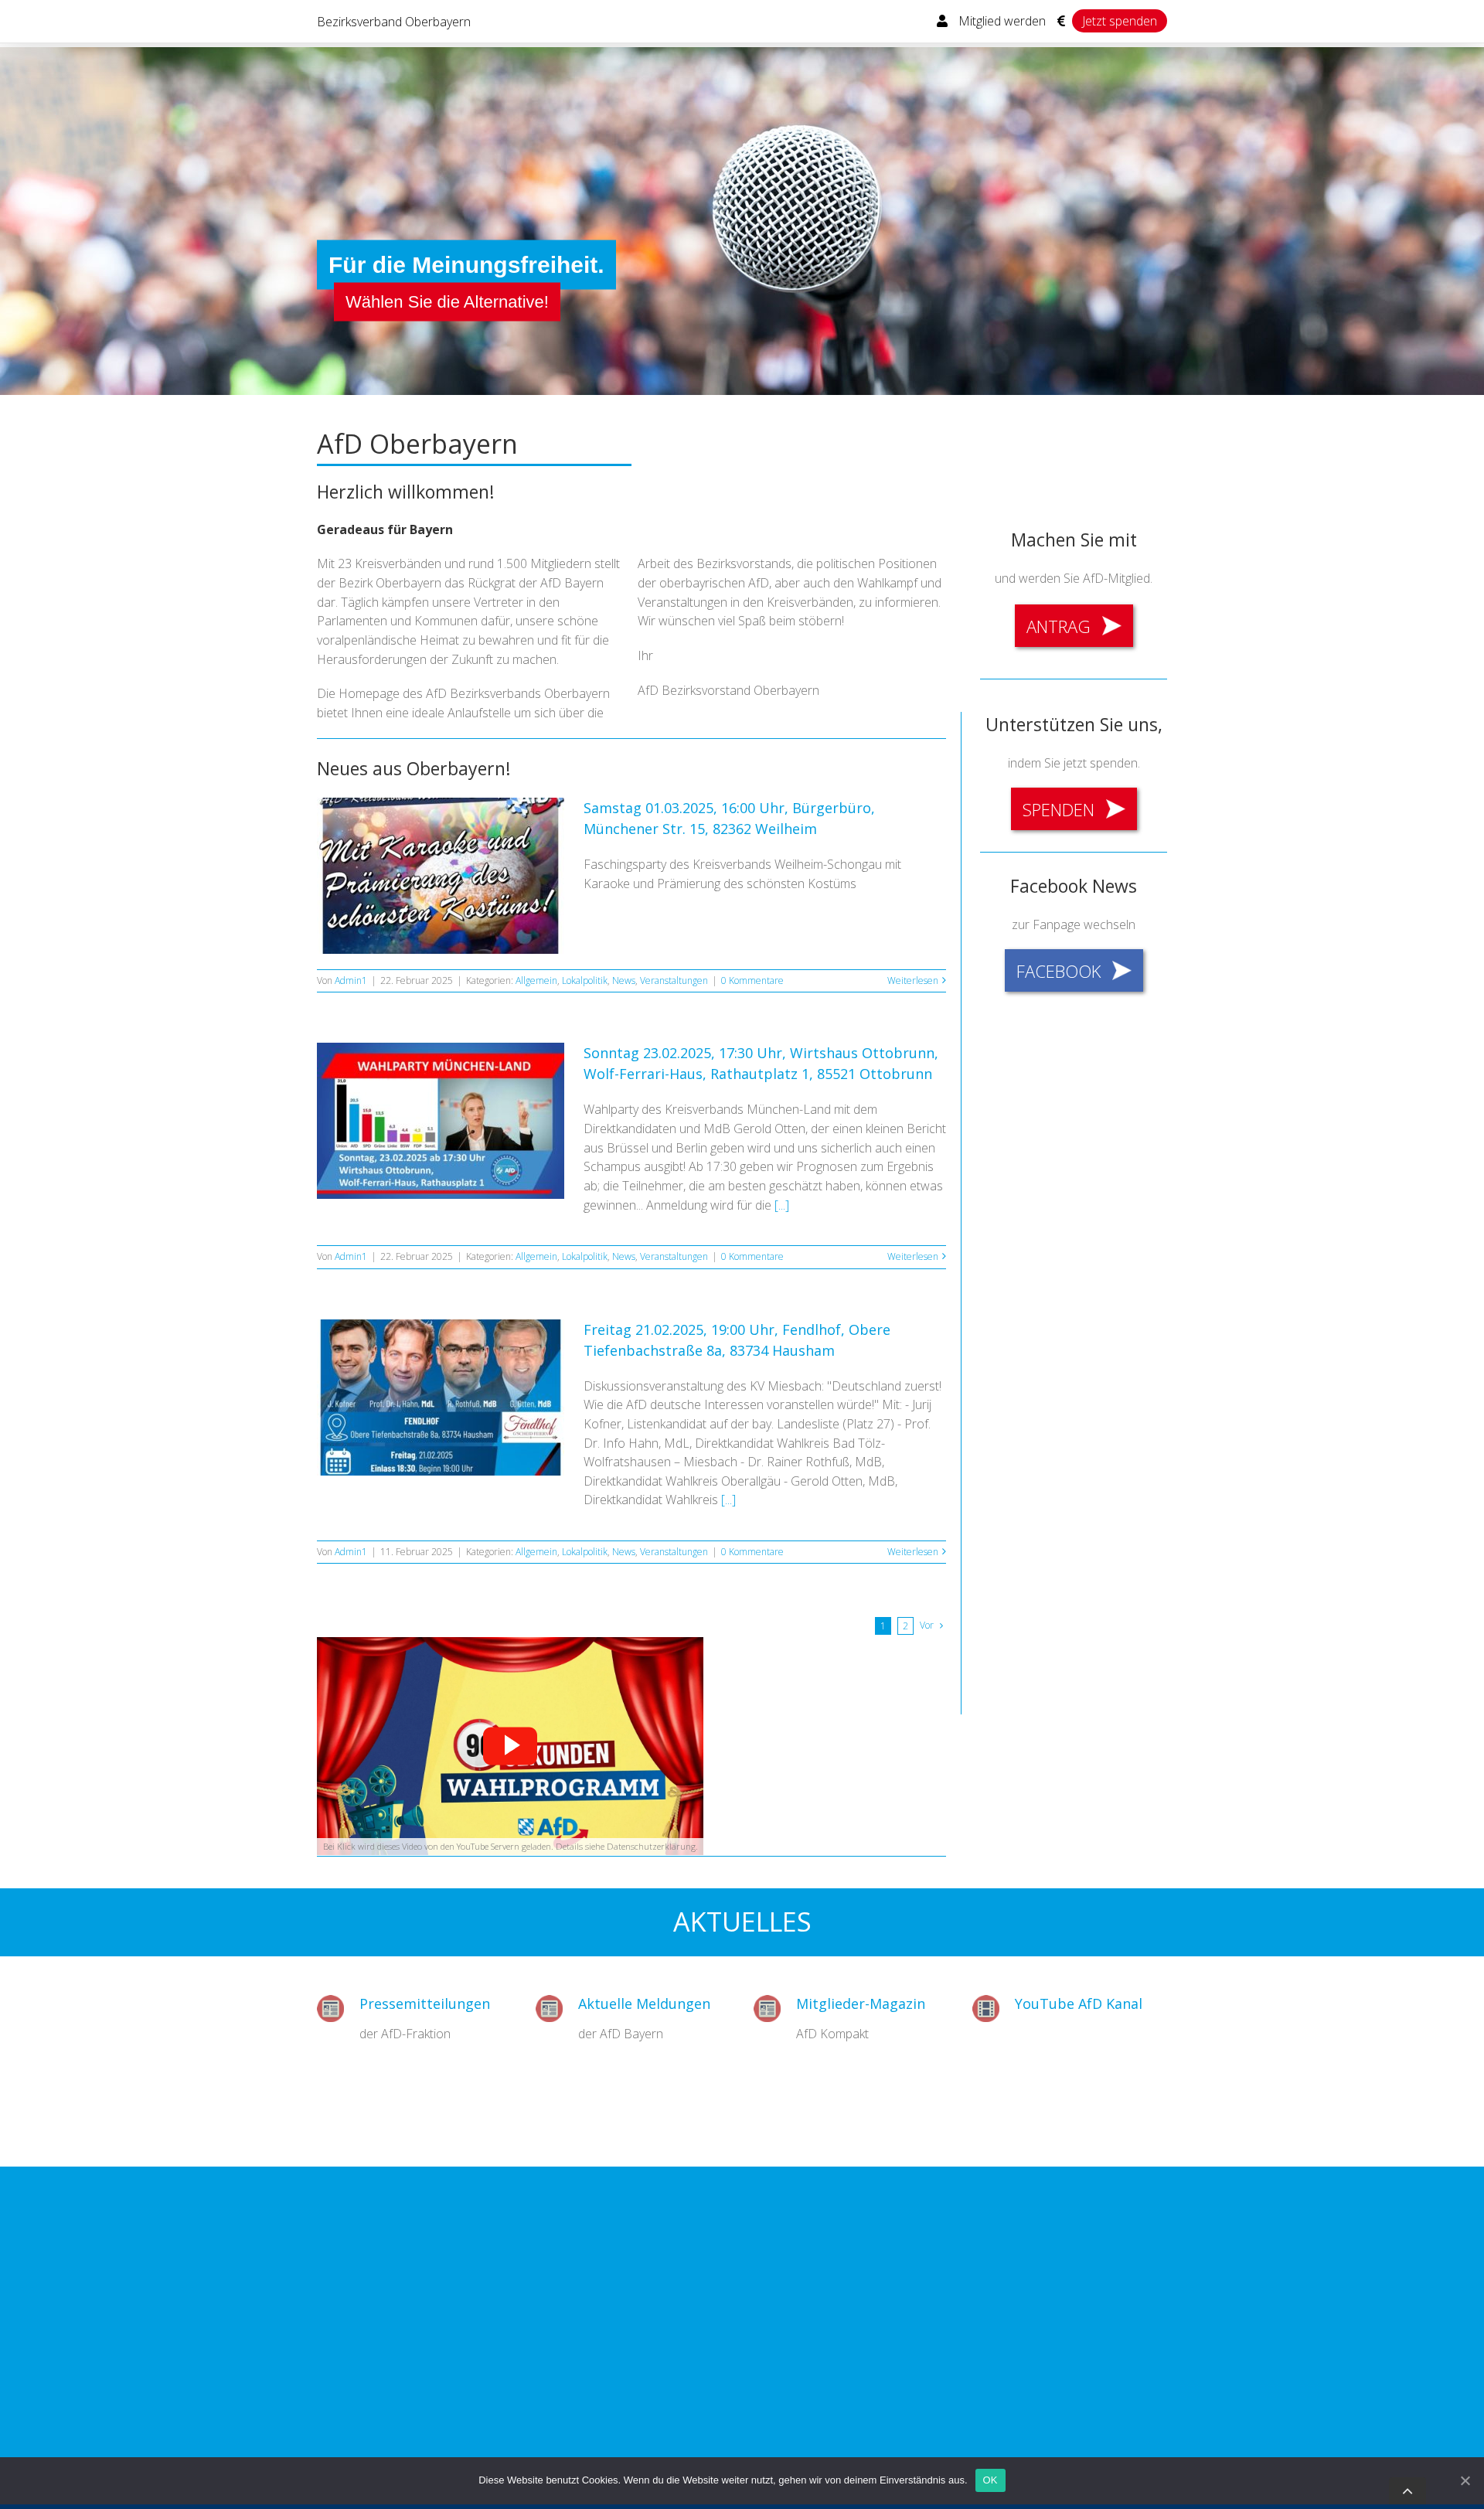 Bezirksverband Oberbayern
Mitglied werden
€ Jetzt spenden
Für die Meinungsfreiheit.
Wählen Sie die Alternative!
AfD Oberbayern
Herzlich willkommen!
Geradeaus für Bayern
Mit 23 Kreisverbänden und rund 1.500 Mitgliedern stellt
der Bezirk Oberbayern das Rückgrat der AfD Bayern
dar. Täglich kämpfen unsere Vertreter in den
Parlamenten und Kommunen dafür, unsere schöne
voralpenländische Heimat zu bewahren und fit für die
Herausforderungen der Zukunft zu machen.
Die Homepage des AfD Bezirksverbands Oberbayern
bietet Ihnen eine ideale Anlaufstelle um sich über die
Arbeit des Bezirksvorstands, die politischen Positionen
der oberbayrischen AfD, aber auch den Wahlkampf und
Veranstaltungen in den Kreisverbänden, zu informieren.
Wir wünschen viel Spaß beim stöbern!
Ihr
AfD Bezirksvorstand Oberbayern
Machen Sie mit
und werden Sie AfD-Mitglied.
ANTRAG
Unterstützen Sie uns,
indem Sie jetzt spenden.
SPENDEN
Facebook News
zur Fanpage wechseln
FACEBOOK
Neues aus Oberbayern!
Mit Karaoke und
Prämierung des
schönsten Kostüms!
Samstag 01.03.2025, 16:00 Uhr, Bürgerbüro,
Münchener Str. 15, 82362 Weilheim
Faschingsparty des Kreisverbands Weilheim-Schongau mit
Karaoke und Prämierung des schönsten Kostüms
Von Admin1 | 22. Februar 2025 | Kategorien: Allgemein, Lokalpolitik, News, Veranstaltungen | 0 Kommentare
Weiterlesen
WAHLPARTY MÜNCHEN-LAND
Sonntag, 23.02.2025 ab 17:30 Uhr
Wirtshaus Ottobrunn,
Wolf-Ferrari-Haus, Rathausplatz 1
Sonntag 23.02.2025, 17:30 Uhr, Wirtshaus Ottobrunn,
Wolf-Ferrari-Haus, Rathautplatz 1, 85521 Ottobrunn
Wahlparty des Kreisverbands München-Land mit dem
Direktkandidaten und MdB Gerold Otten, der einen kleinen Bericht
aus Brüssel und Berlin geben wird und uns sicherlich auch einen
Schampus ausgibt! Ab 17:30 geben wir Prognosen zum Ergebnis
ab; die Teilnehmer, die am besten geschätzt haben, können etwas
gewinnen... Anmeldung wird für die [...]
Von Admin1 | 22. Februar 2025 | Kategorien: Allgemein, Lokalpolitik, News, Veranstaltungen | 0 Kommentare
Weiterlesen
J. Kofner
Prof. Dr. I. Hahn, MdL
R. Rothfuß, MdB
G. Otten, MdB
FENDLHOF
Obere Tiefenbachstraße 8a, 83734 Hausham
Fendlhof
Freitag, 21.02.2025
Einlass 18:30, Beginn 19:00 Uhr
Freitag 21.02.2025, 19:00 Uhr, Fendlhof, Obere
Tiefenbachstraße 8a, 83734 Hausham
Diskussionsveranstaltung des KV Miesbach: "Deutschland zuerst!
Wie die AfD deutsche Interessen voranstellen würde!" Mit: - Jurij
Kofner, Listenkandidat auf der bay. Landesliste (Platz 27) - Prof.
Dr. Info Hahn, MdL, Direktkandidat Wahlkreis Bad Tölz-
Wolfratshausen – Miesbach - Dr. Rainer Rothfuß, MdB,
Direktkandidat Wahlkreis Oberallgäu - Gerold Otten, MdB,
Direktkandidat Wahlkreis [...]
Von Admin1 | 11. Februar 2025 | Kategorien: Allgemein, Lokalpolitik, News, Veranstaltungen | 0 Kommentare
Weiterlesen
1 2 Vor
WAHLPROGRAMM
AfD
Bei Klick wird dieses Video von den YouTube Servern geladen. Details siehe Datenschutzerklärung.
AKTUELLES
Pressemitteilungen
der AfD-Fraktion
Aktuelle Meldungen
der AfD Bayern
Mitglieder-Magazin
AfD Kompakt
YouTube AfD Kanal
Diese Website benutzt Cookies. Wenn du die Website weiter nutzt, gehen wir von deinem Einverständnis aus.
OK